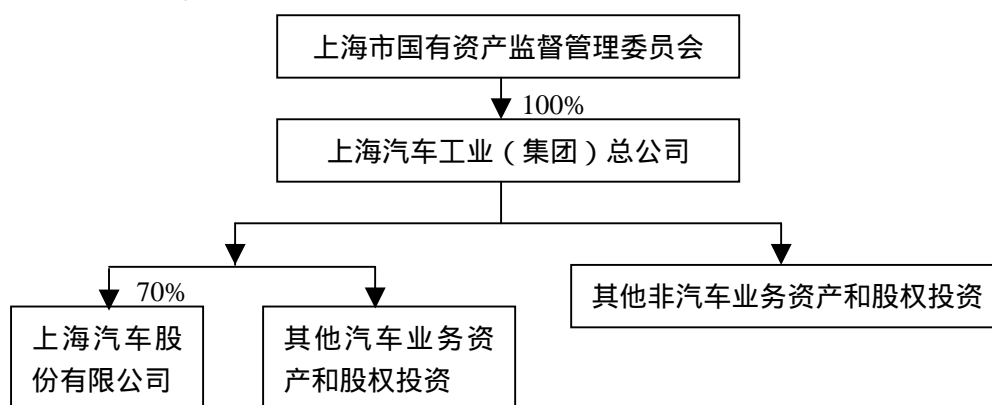 上海市国有资产监督管理委员会
100%
上海汽车工业（集团）总公司
70%
其他非汽车业务资产和股权投资
上海汽车股
份有限公司
其他汽车业务资
产和股权投资